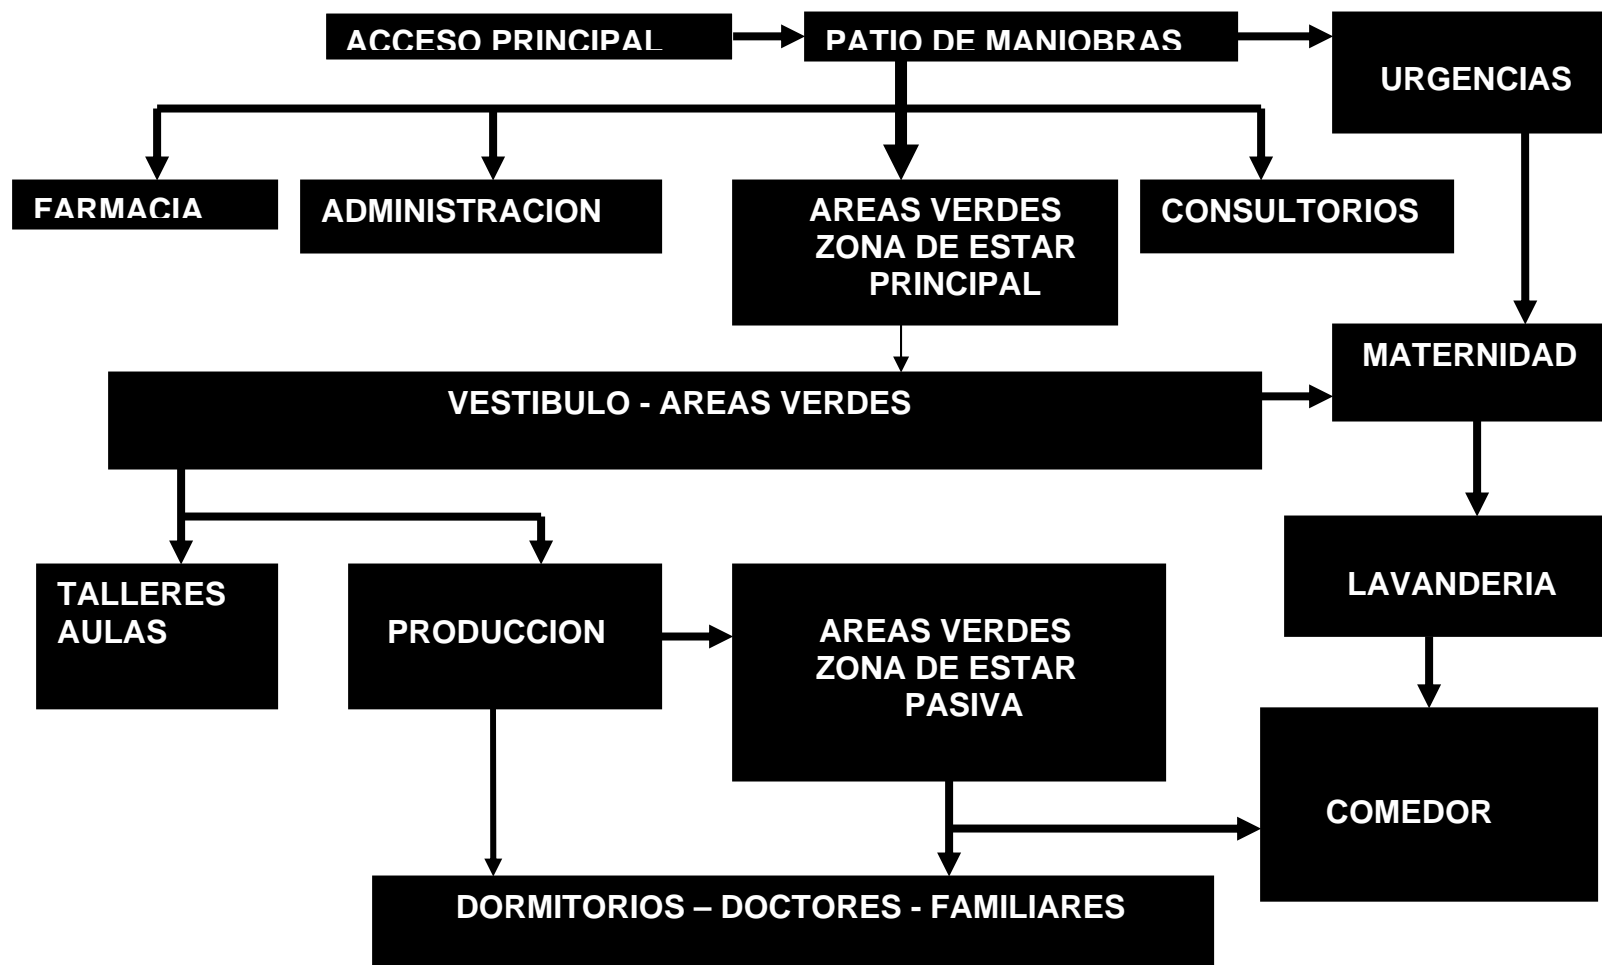 ACCESO PRINCIPAL
PATIO DE MANIOBRAS
URGENCIAS
FARMACIA
ADMINISTRACION
AREAS VERDES
ZONA DE ESTAR
PRINCIPAL
CONSULTORIOS
MATERNIDAD
VESTIBULO - AREAS VERDES
TALLERES
AULAS
PRODUCCION
AREAS VERDES
ZONA DE ESTAR
PASIVA
LAVANDERIA
COMEDOR
DORMITORIOS – DOCTORES - FAMILIARES